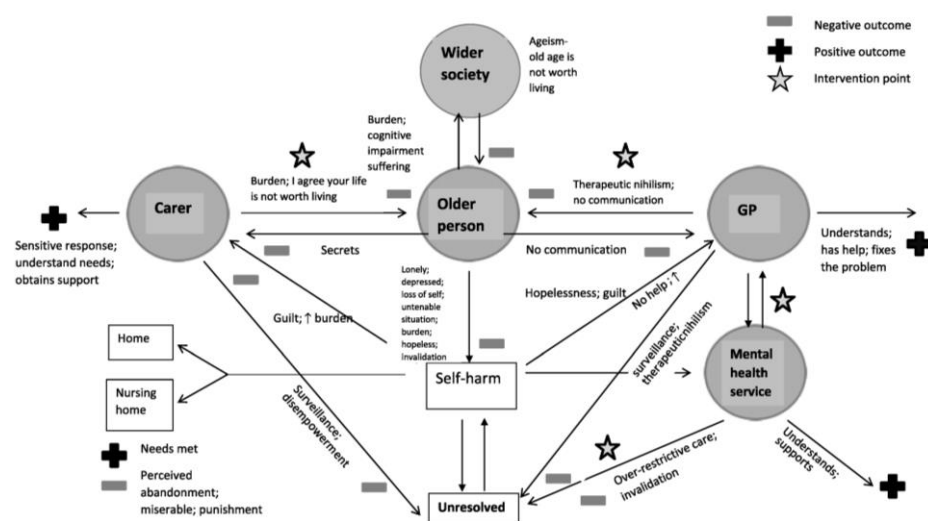 Negative outcome
Positive outcome
Intervention point
Wider
society
Ageism-
old age is
not worth
living
Burden;
cognitive
impairment
suffering
Burden; I agree your life
is not worth living
Therapeutic nihilism;
no communication
Carer
Older
person
GP
Sensitive response;
understand needs;
obtains support
Secrets
No communication
Understands;
has help; fixes
the problem
Lonely;
depressed;
loss of self;
untenable
situation;
burden;
hopeless;
invalidation
Guilt; ↑ burden
Hopelessness; guilt
No help; ↑
surveillance;
therapeuticnihilism
Home
Nursing
home
Self-harm
Mental
health
service
Surveillance;
disempowerment
Over-restrictive care;
invalidation
Understands;
supports
Needs met
Perceived
abandonment;
miserable; punishment
Unresolved